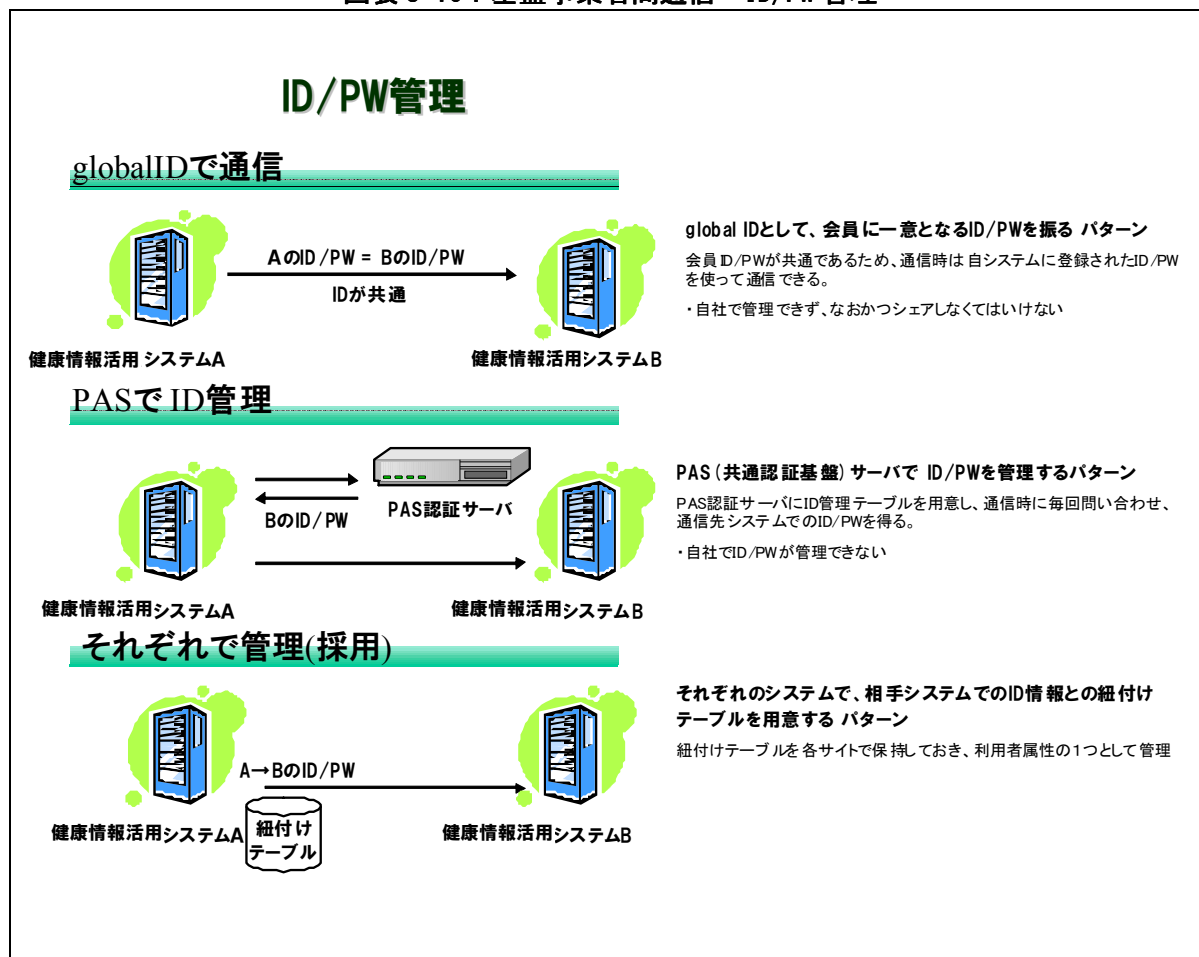 ID/PW管理
globalIDで通信
AのID/PW = BのID/PW
IDが共通
健康情報活用システムA
健康情報活用システムB
global IDとして、会員に一意となるID/PWを振る パターン
会員ID/PWが共通であるため、通信時は自システムに登録されたID/PW
を使って通信できる。
・自社で管理できず、なおかつシェアしなくてはいけない
PASでID管理
BのID/PW
PAS認証サーバ
健康情報活用システムA
健康情報活用システムB
PAS(共通認証基盤)サーバで ID/PWを管理するパターン
PAS認証サーバにID管理テーブルを用意し、通信時に毎回問い合わせ、
通信先システムでのID/PWを得る。
・自社でID/PWが管理できない
それぞれで管理(採用)
A→BのID/PW
紐付け
テーブル
健康情報活用システムA
健康情報活用システムB
それぞれのシステムで、相手システムでのID情報との紐付け
テーブルを用意する パターン
紐付けテーブルを各サイトで保持しておき、利用者属性の1つとして管理